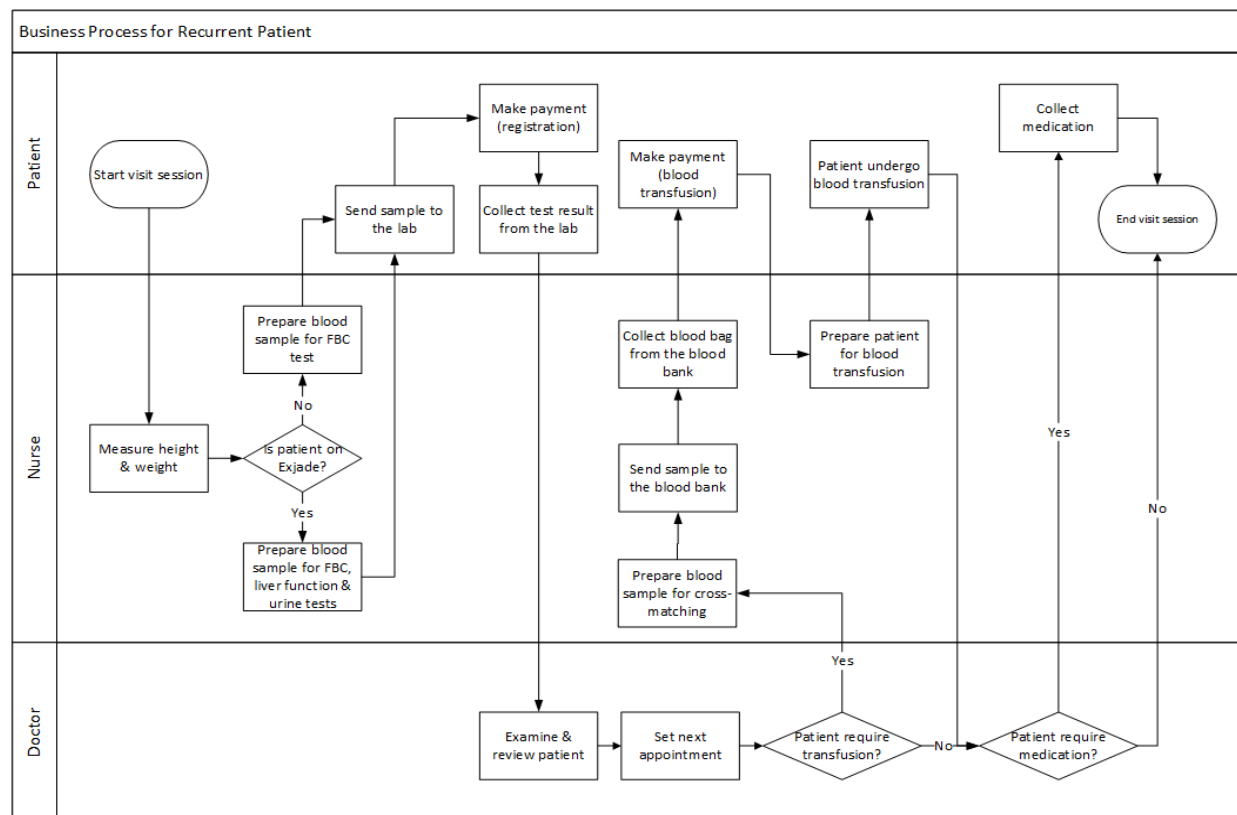 Business Process for Recurrent Patient
Patient
Start visit session
Send sample to
the lab
Make payment
(registration)
Collect test result
from the lab
Make payment
(blood
transfusion)
Patient undergo
blood transfusion
Collect
medication
End visit session
Nurse
Measure height
& weight
Is patient on
Exjade?
No
Prepare blood
sample for FBC
test
Yes
Prepare blood
sample for FBC,
liver function &
urine tests
Collect blood bag
from the blood
bank
Send sample to
the blood bank
Prepare blood
sample for cross-
matching
Prepare patient
for blood
transfusion
Yes
No
Doctor
Examine &
review patient
Set next
appointment
Patient require
transfusion?
Yes
No
Patient require
medication?